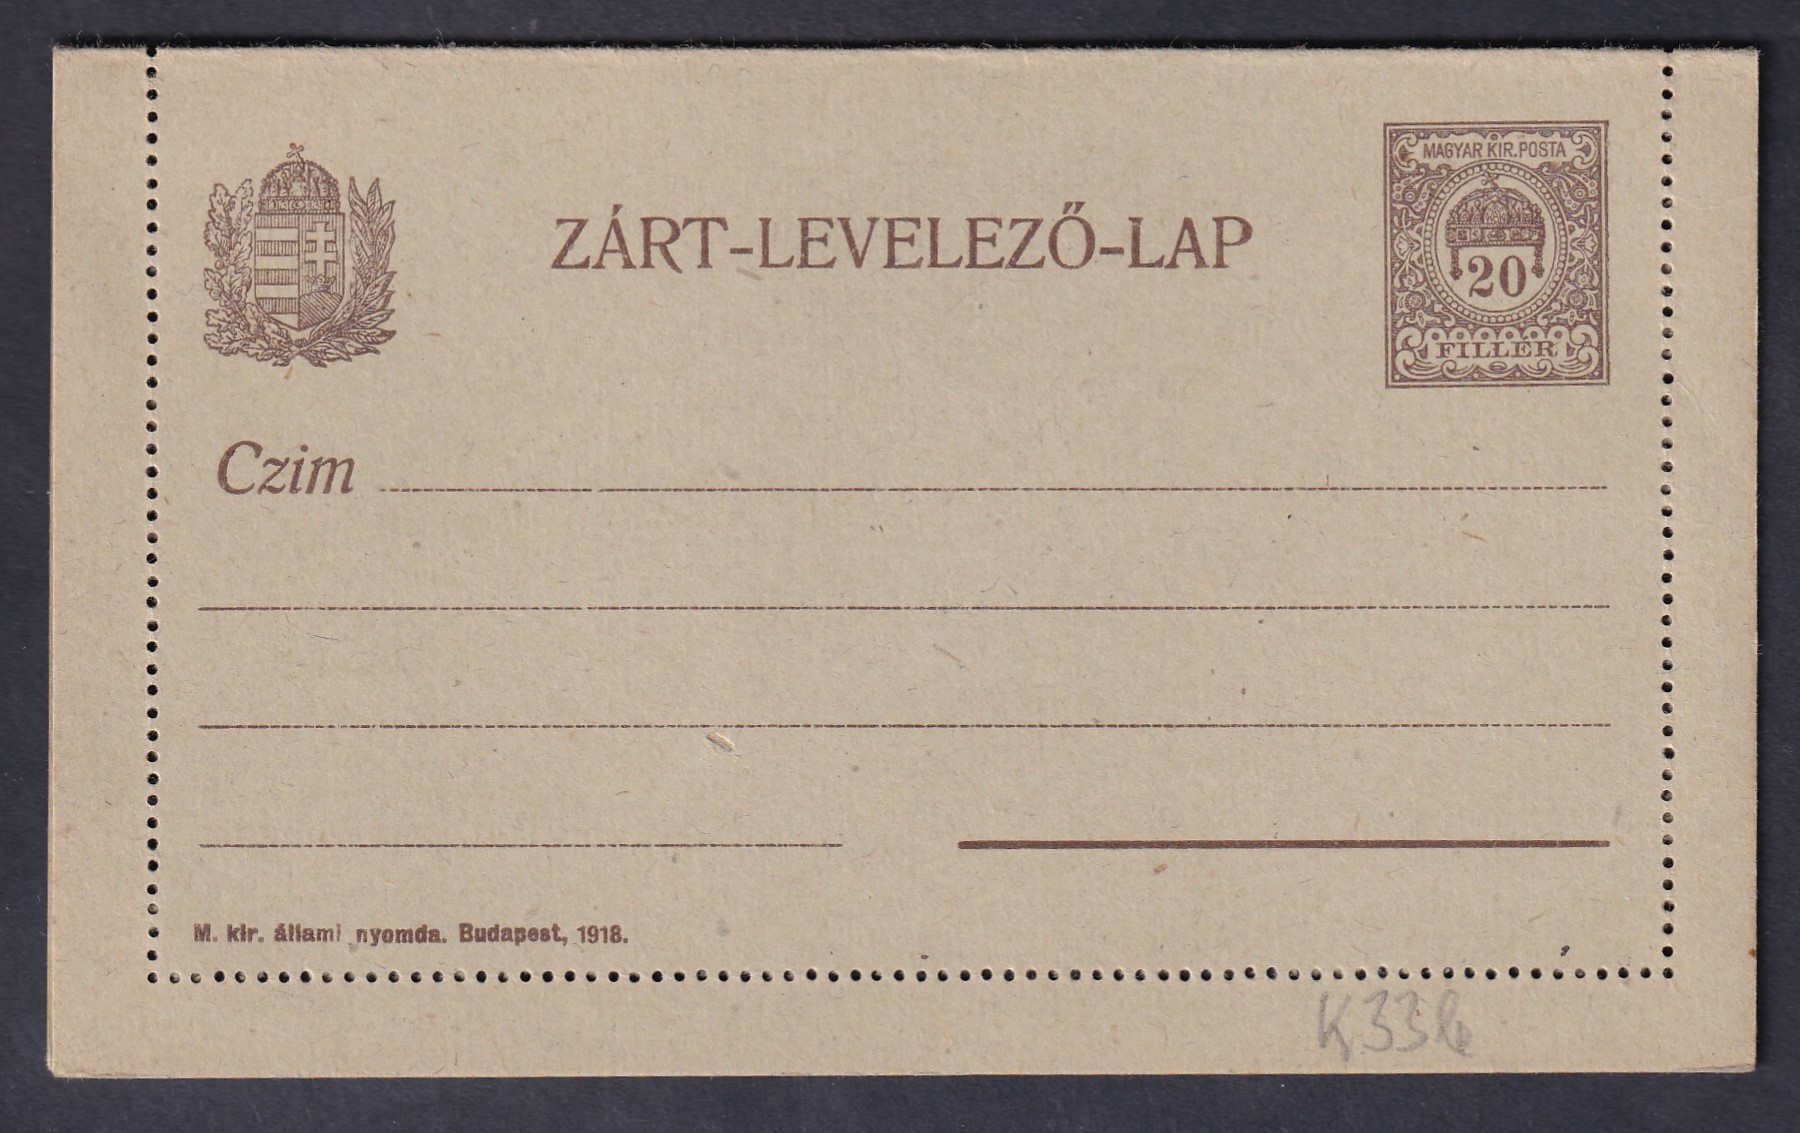 MAGYAR KIR. POSTA
20
FILLÉR
ZÁRT-LEVELEZŐ-LAP
Czim
M. kir. állami nyomda. Budapest, 1918.
K33b